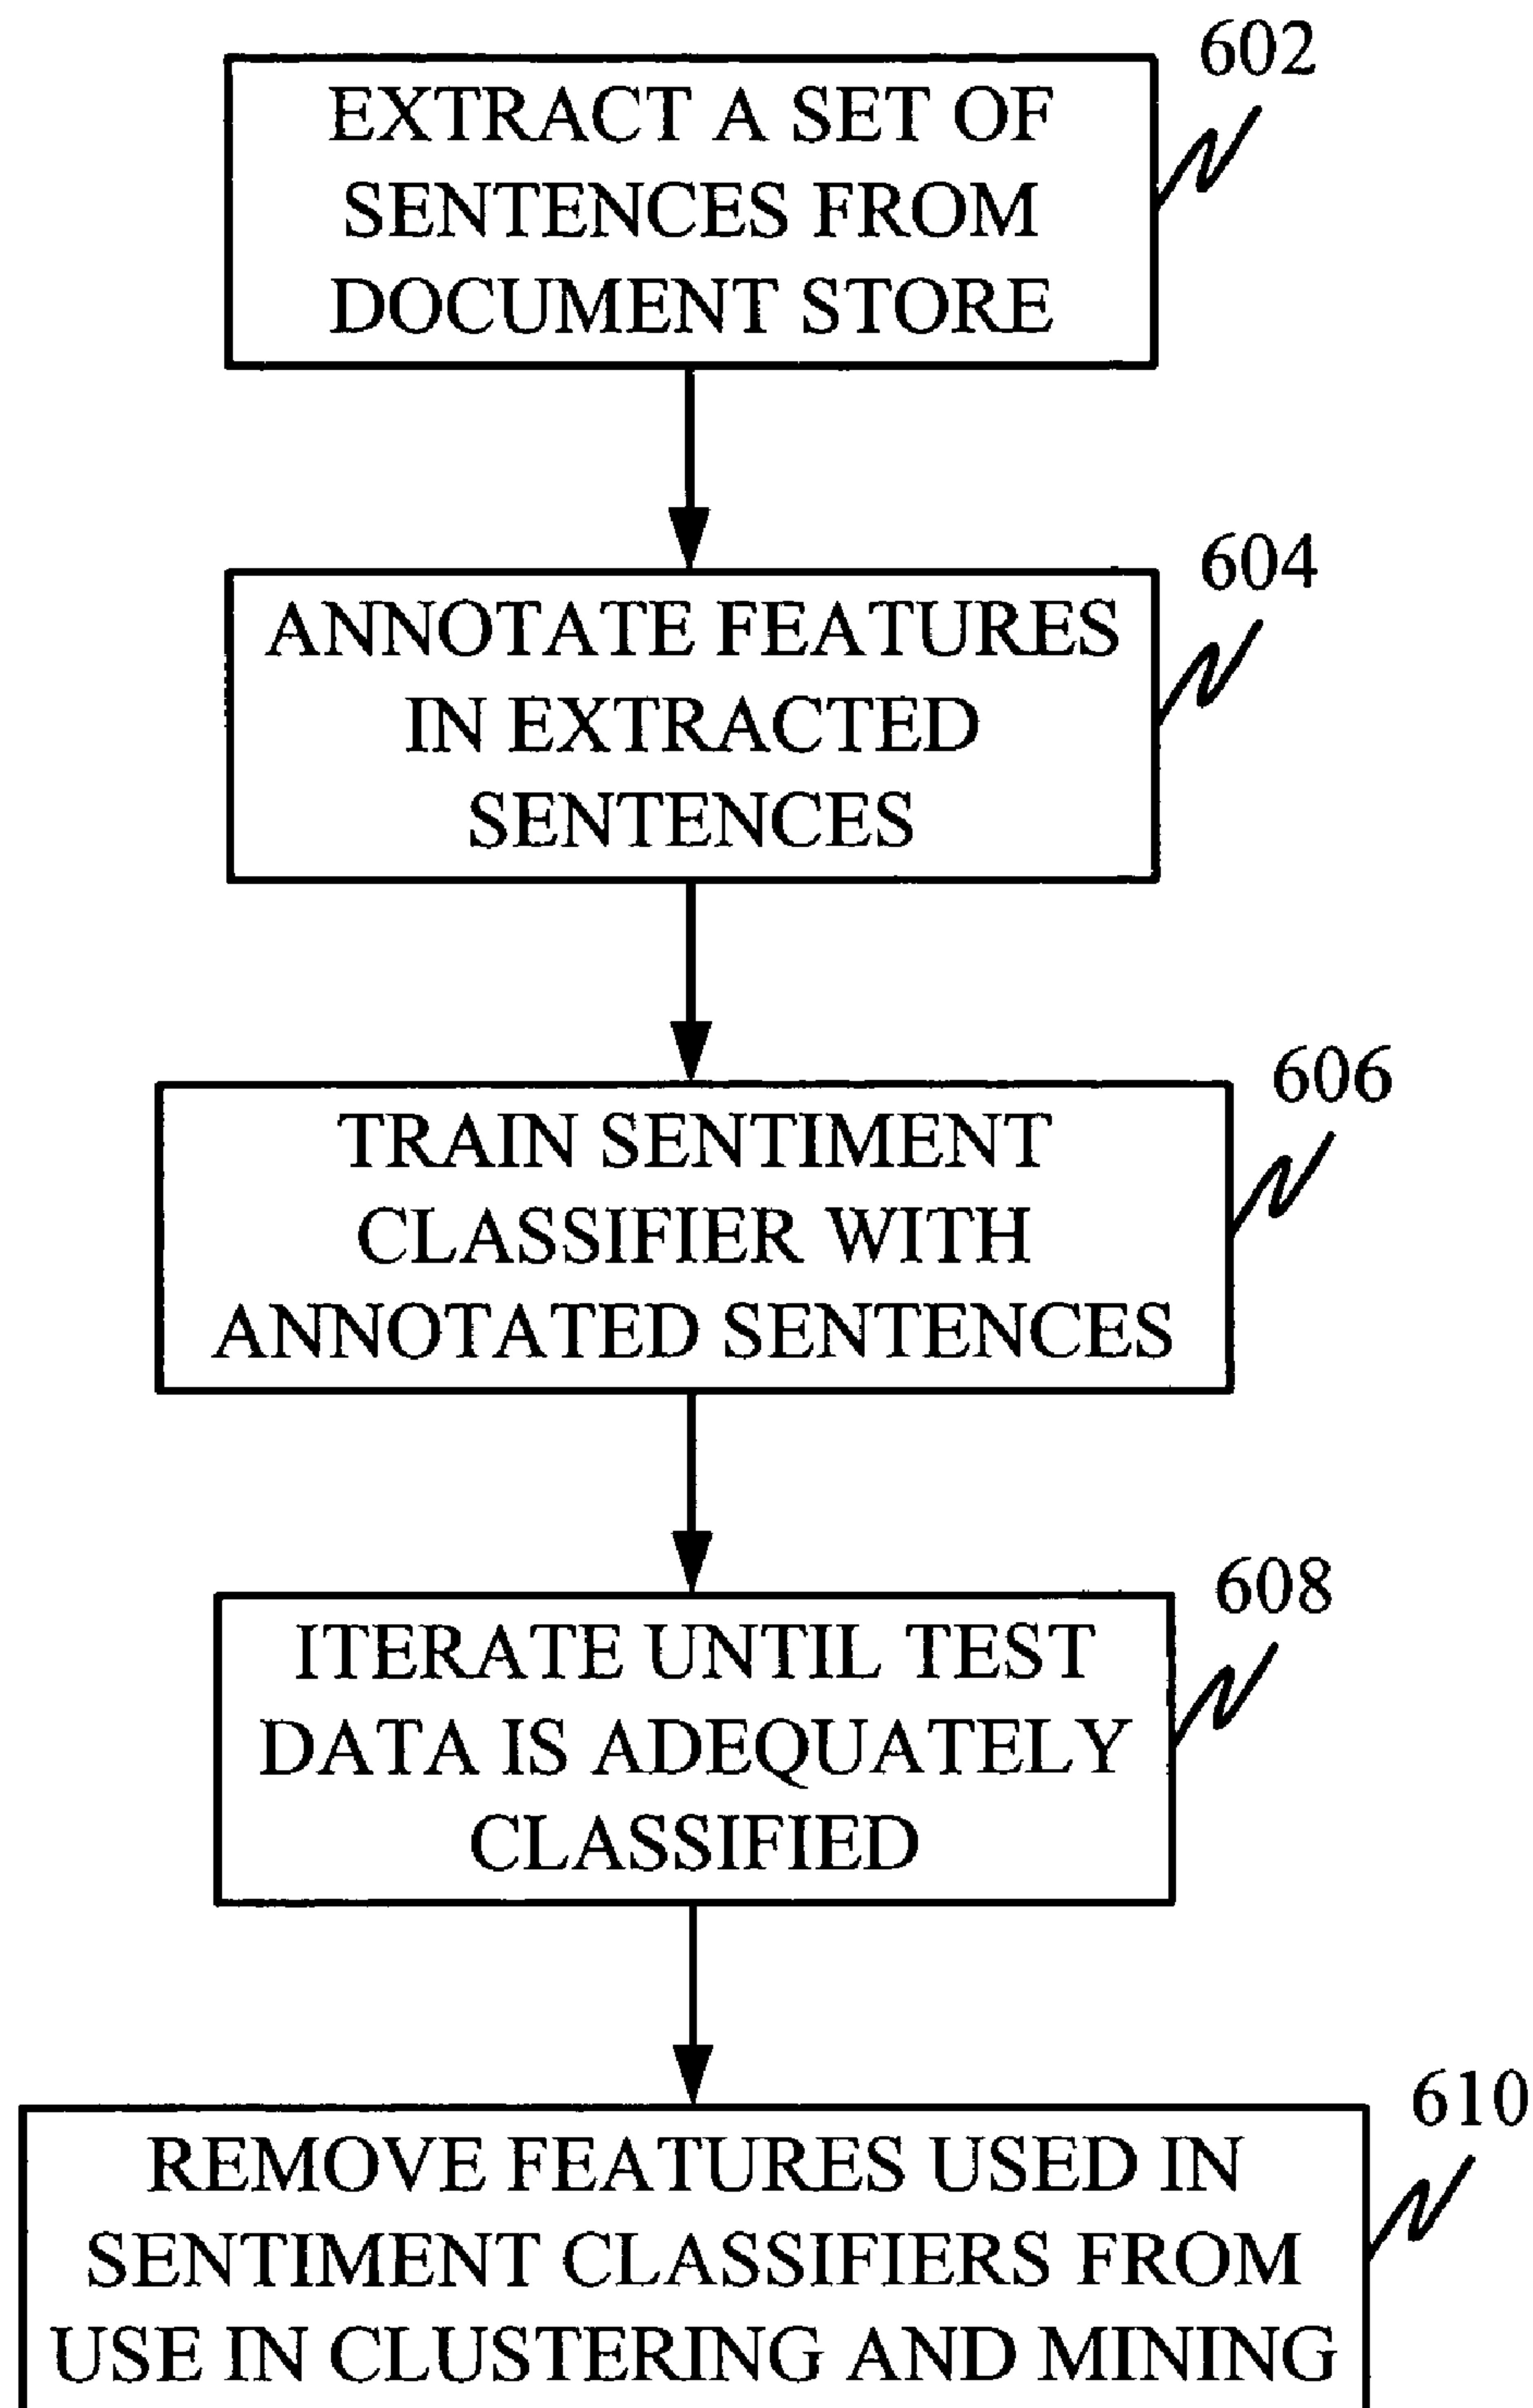 602
EXTRACT A SET OF
SENTENCES FROM
DOCUMENT STORE
604
ANNOTATE FEATURES
IN EXTRACTED
SENTENCES
606
TRAIN SENTIMENT
CLASSIFIER WITH
ANNOTATED SENTENCES
608
ITERATE UNTIL TEST
DATA IS ADEQUATELY
CLASSIFIED
610
REMOVE FEATURES USED IN
SENTIMENT CLASSIFIERS FROM
USE IN CLUSTERING AND MINING